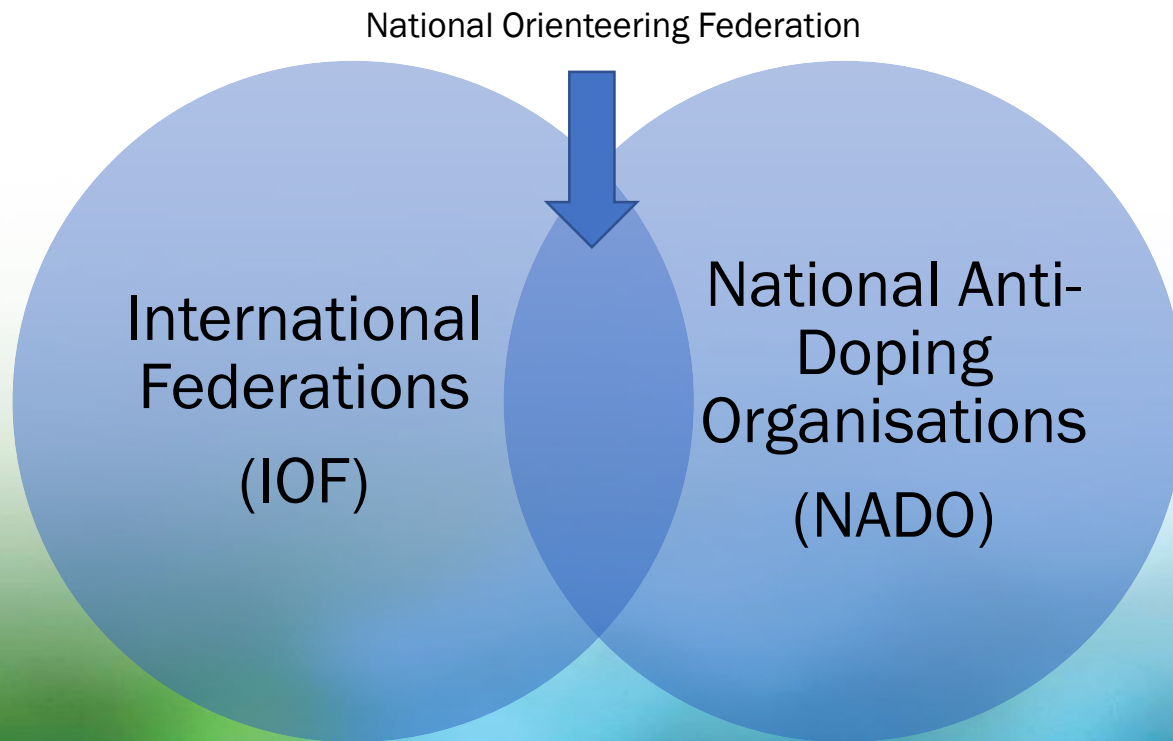 National Orienteering Federation
International
Federations
(IOF)
National Anti-
Doping
Organisations
(NADO)